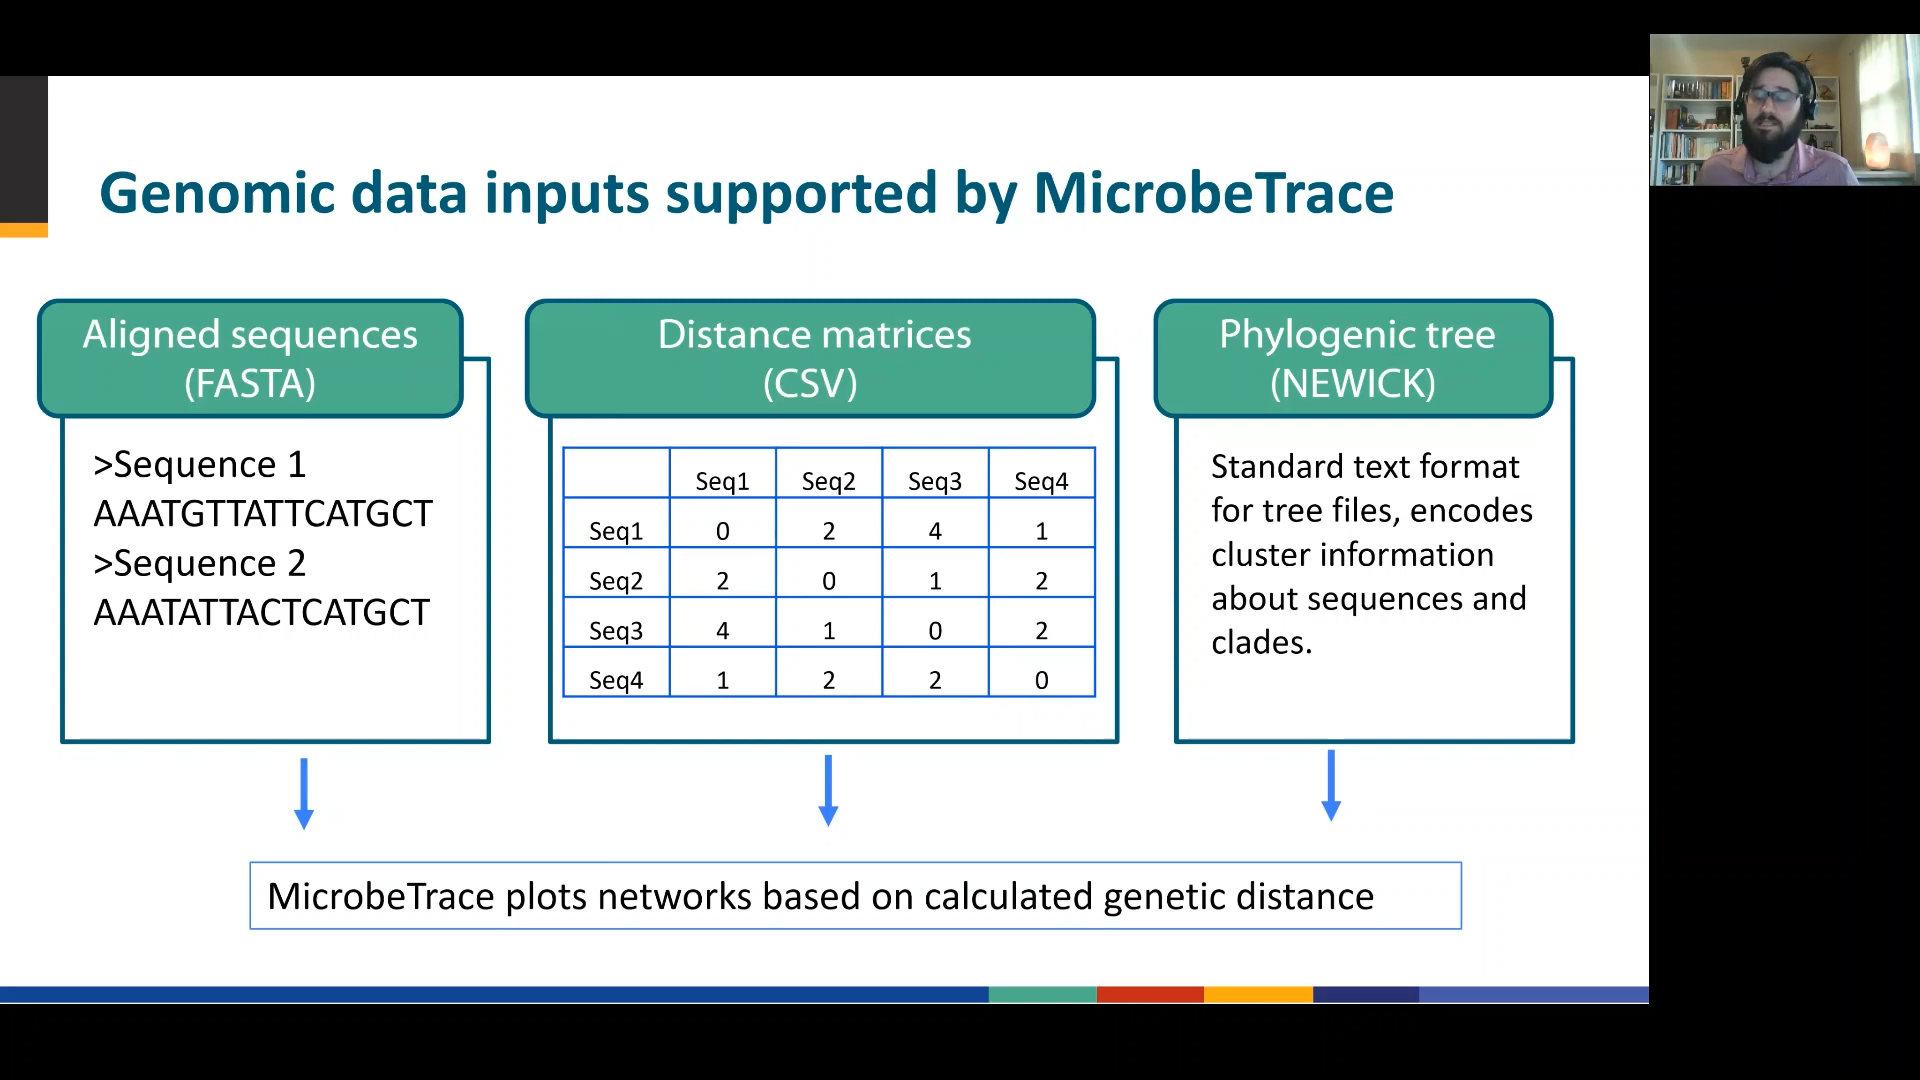 Genomic data inputs supported by MicrobeTrace
Aligned sequences
(FASTA)
>Sequence 1
AAATGTTATTCATGCT
>Sequence 2
AAATATTACTCATGCT
Distance matrices
(CSV)
Seq1 Seq2 Seq3 Seq4
Seq1 0 2 4 1
Seq2 2 0 1 2
Seq3 4 1 0 2
Seq4 1 2 2 0
Phylogenic tree
(NEWICK)
Standard text format
for tree files, encodes
cluster information
about sequences and
clades.
MicrobeTrace plots networks based on calculated genetic distance